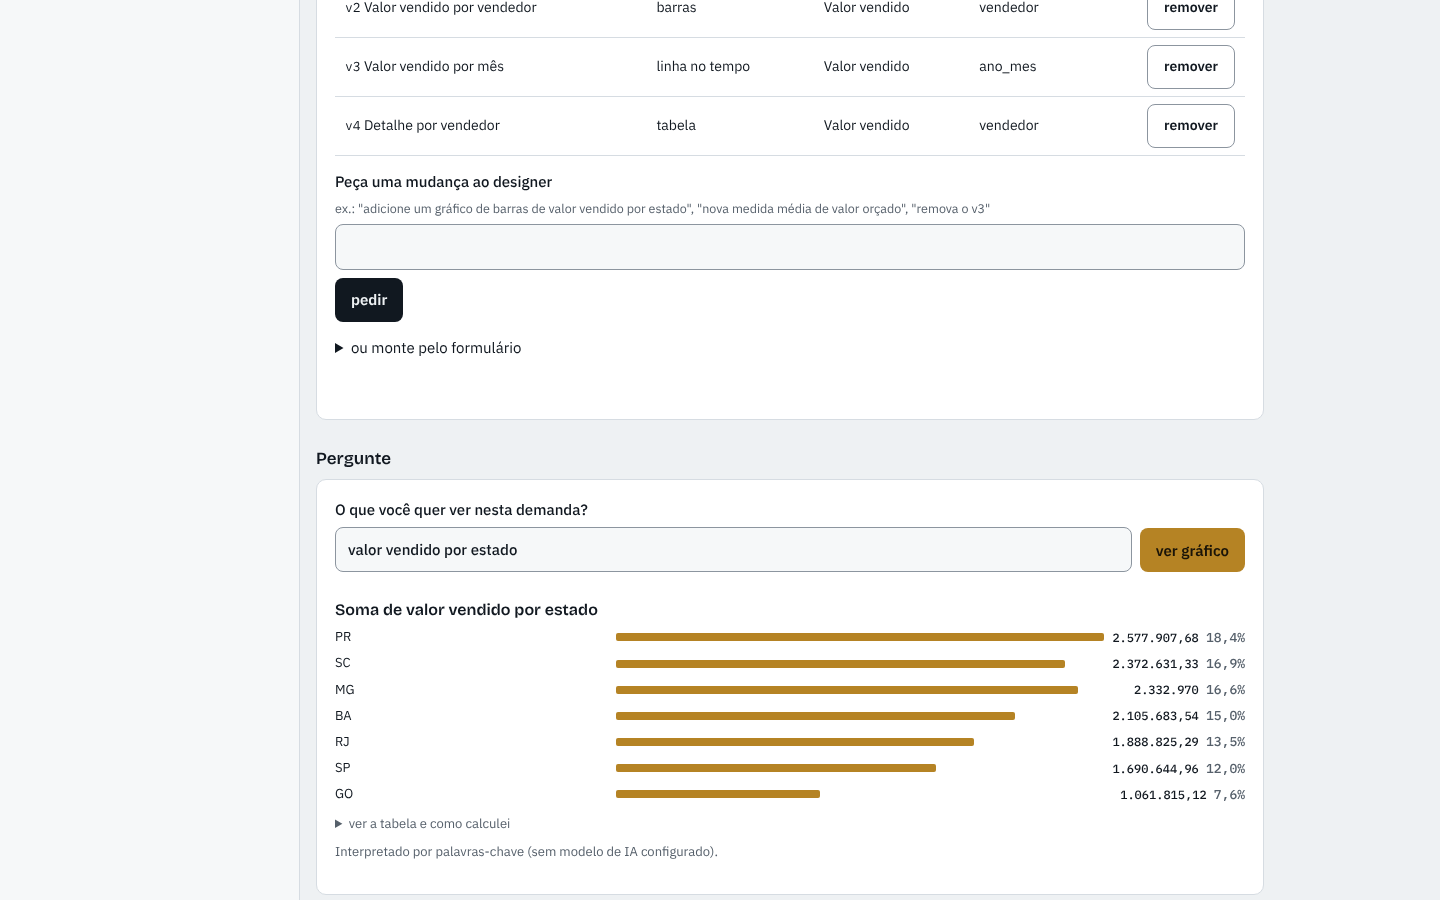 v2 Valor vendido por vendedor barras Valor vendido vendedor remover
v3 Valor vendido por mês linha no tempo Valor vendido ano_mes remover
v4 Detalhe por vendedor tabela Valor vendido vendedor remover
Peça uma mudança ao designer
ex.: "adicione um gráfico de barras de valor vendido por estado", "nova medida média de valor orçado", "remova o v3"
pedir
▶ ou monte pelo formulário
Pergunte
O que você quer ver nesta demanda?
valor vendido por estado ver gráfico
Soma de valor vendido por estado
PR 2.577.907,68 18,4%
SC 2.372.631,33 16,9%
MG 2.332.970 16,6%
BA 2.105.683,54 15,0%
RJ 1.888.825,29 13,5%
SP 1.690.644,96 12,0%
GO 1.061.815,12 7,6%
▶ ver a tabela e como calculei
Interpretado por palavras-chave (sem modelo de IA configurado).